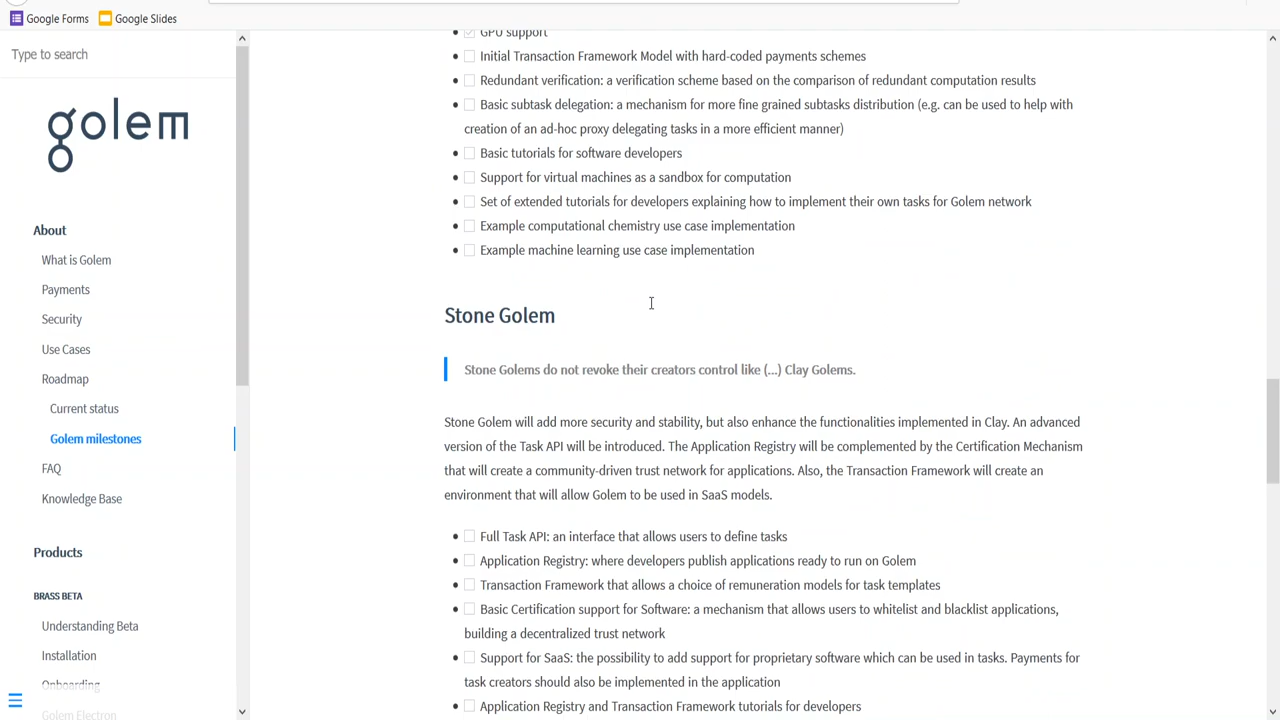 Google Forms
Google Slides
Type to search
golem
About
What is Golem
Payments
Security
Use Cases
Roadmap
Current status
Golem milestones
FAQ
Knowledge Base
Products
BRASS BETA
Understanding Beta
Installation
Onboarding
Golem Electron
GPU support
Initial Transaction Framework Model with hard-coded payments schemes
Redundant verification: a verification scheme based on the comparison of redundant computation results
Basic subtask delegation: a mechanism for more fine grained subtasks distribution (e.g. can be used to help with
creation of an ad-hoc proxy delegating tasks in a more efficient manner)
Basic tutorials for software developers
Support for virtual machines as a sandbox for computation
Set of extended tutorials for developers explaining how to implement their own tasks for Golem network
Example computational chemistry use case implementation
Example machine learning use case implementation
Stone Golem
Stone Golems do not revoke their creators control like (...) Clay Golems.
Stone Golem will add more security and stability, but also enhance the functionalities implemented in Clay. An advanced
version of the Task API will be introduced. The Application Registry will be complemented by the Certification Mechanism
that will create a community-driven trust network for applications. Also, the Transaction Framework will create an
environment that will allow Golem to be used in SaaS models.
Full Task API: an interface that allows users to define tasks
Application Registry: where developers publish applications ready to run on Golem
Transaction Framework that allows a choice of remuneration models for task templates
Basic Certification support for Software: a mechanism that allows users to whitelist and blacklist applications,
building a decentralized trust network
Support for SaaS: the possibility to add support for proprietary software which can be used in tasks. Payments for
task creators should also be implemented in the application
Application Registry and Transaction Framework tutorials for developers